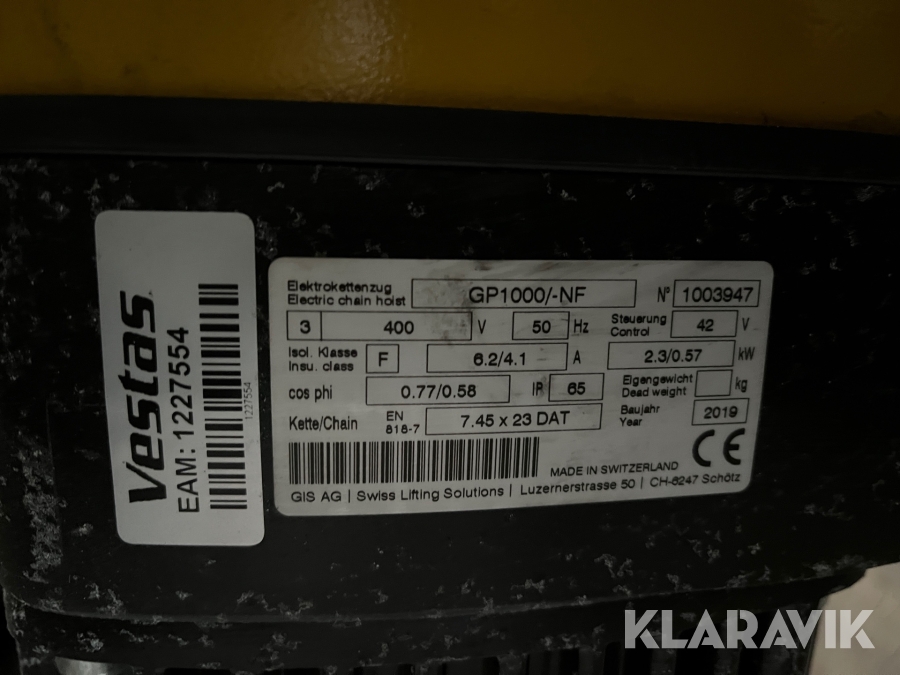 Vestas
EAM: 1227554
1227554
Elektrokettenzug
Electric chain hoist
GP1000/-NF
N° 1003947
3 400 V 50 Hz
Steuerung
Control
42 V
Isol. Klasse
Insu. class
F 6.2/4.1 A 2.3/0.57 kW
cos phi 0.77/0.58 IP 65
Eigengewicht
Dead weight
kg
Kette/Chain
EN
818-7
7.45 x 23 DAT
Baujahr
Year
2019
CE
MADE IN SWITZERLAND
GIS AG | Swiss Lifting Solutions | Luzernerstrasse 50 | CH-6247 Schötz
KLARAVIK